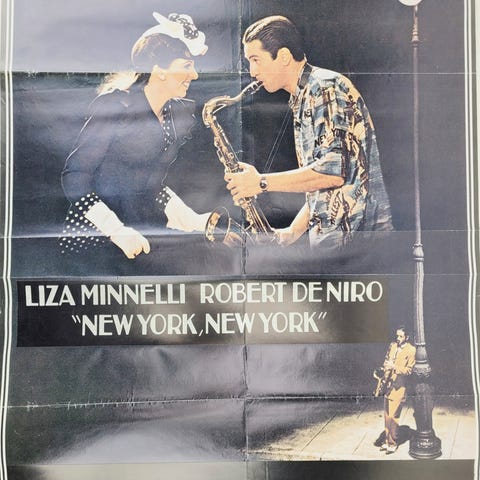 LIZA MINNELLI ROBERT DE NIRO
"NEW YORK, NEW YORK"